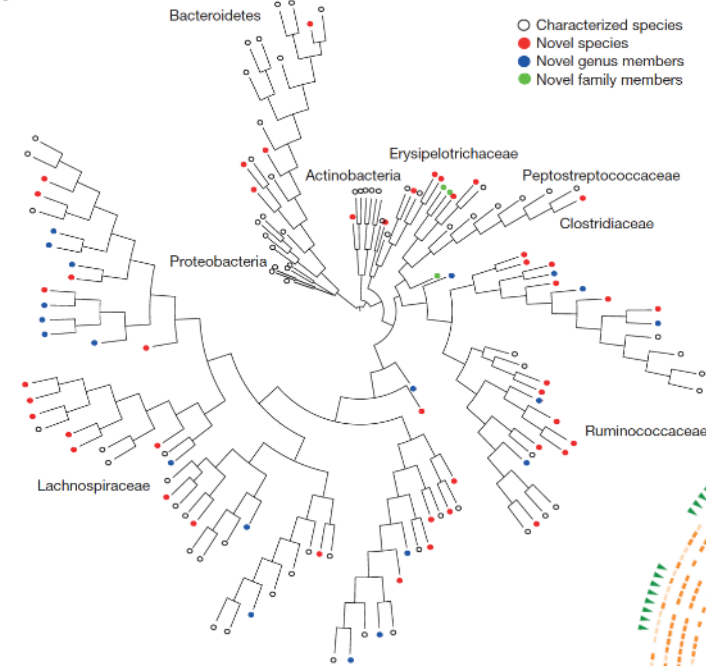 Bacteroidetes
Characterized species
Novel species
Novel genus members
Novel family members
Erysipelotrichaceae
Actinobacteria
Peptostreptococcaceae
Clostridiaceae
Proteobacteria
Ruminococcaceae
Lachnospiraceae